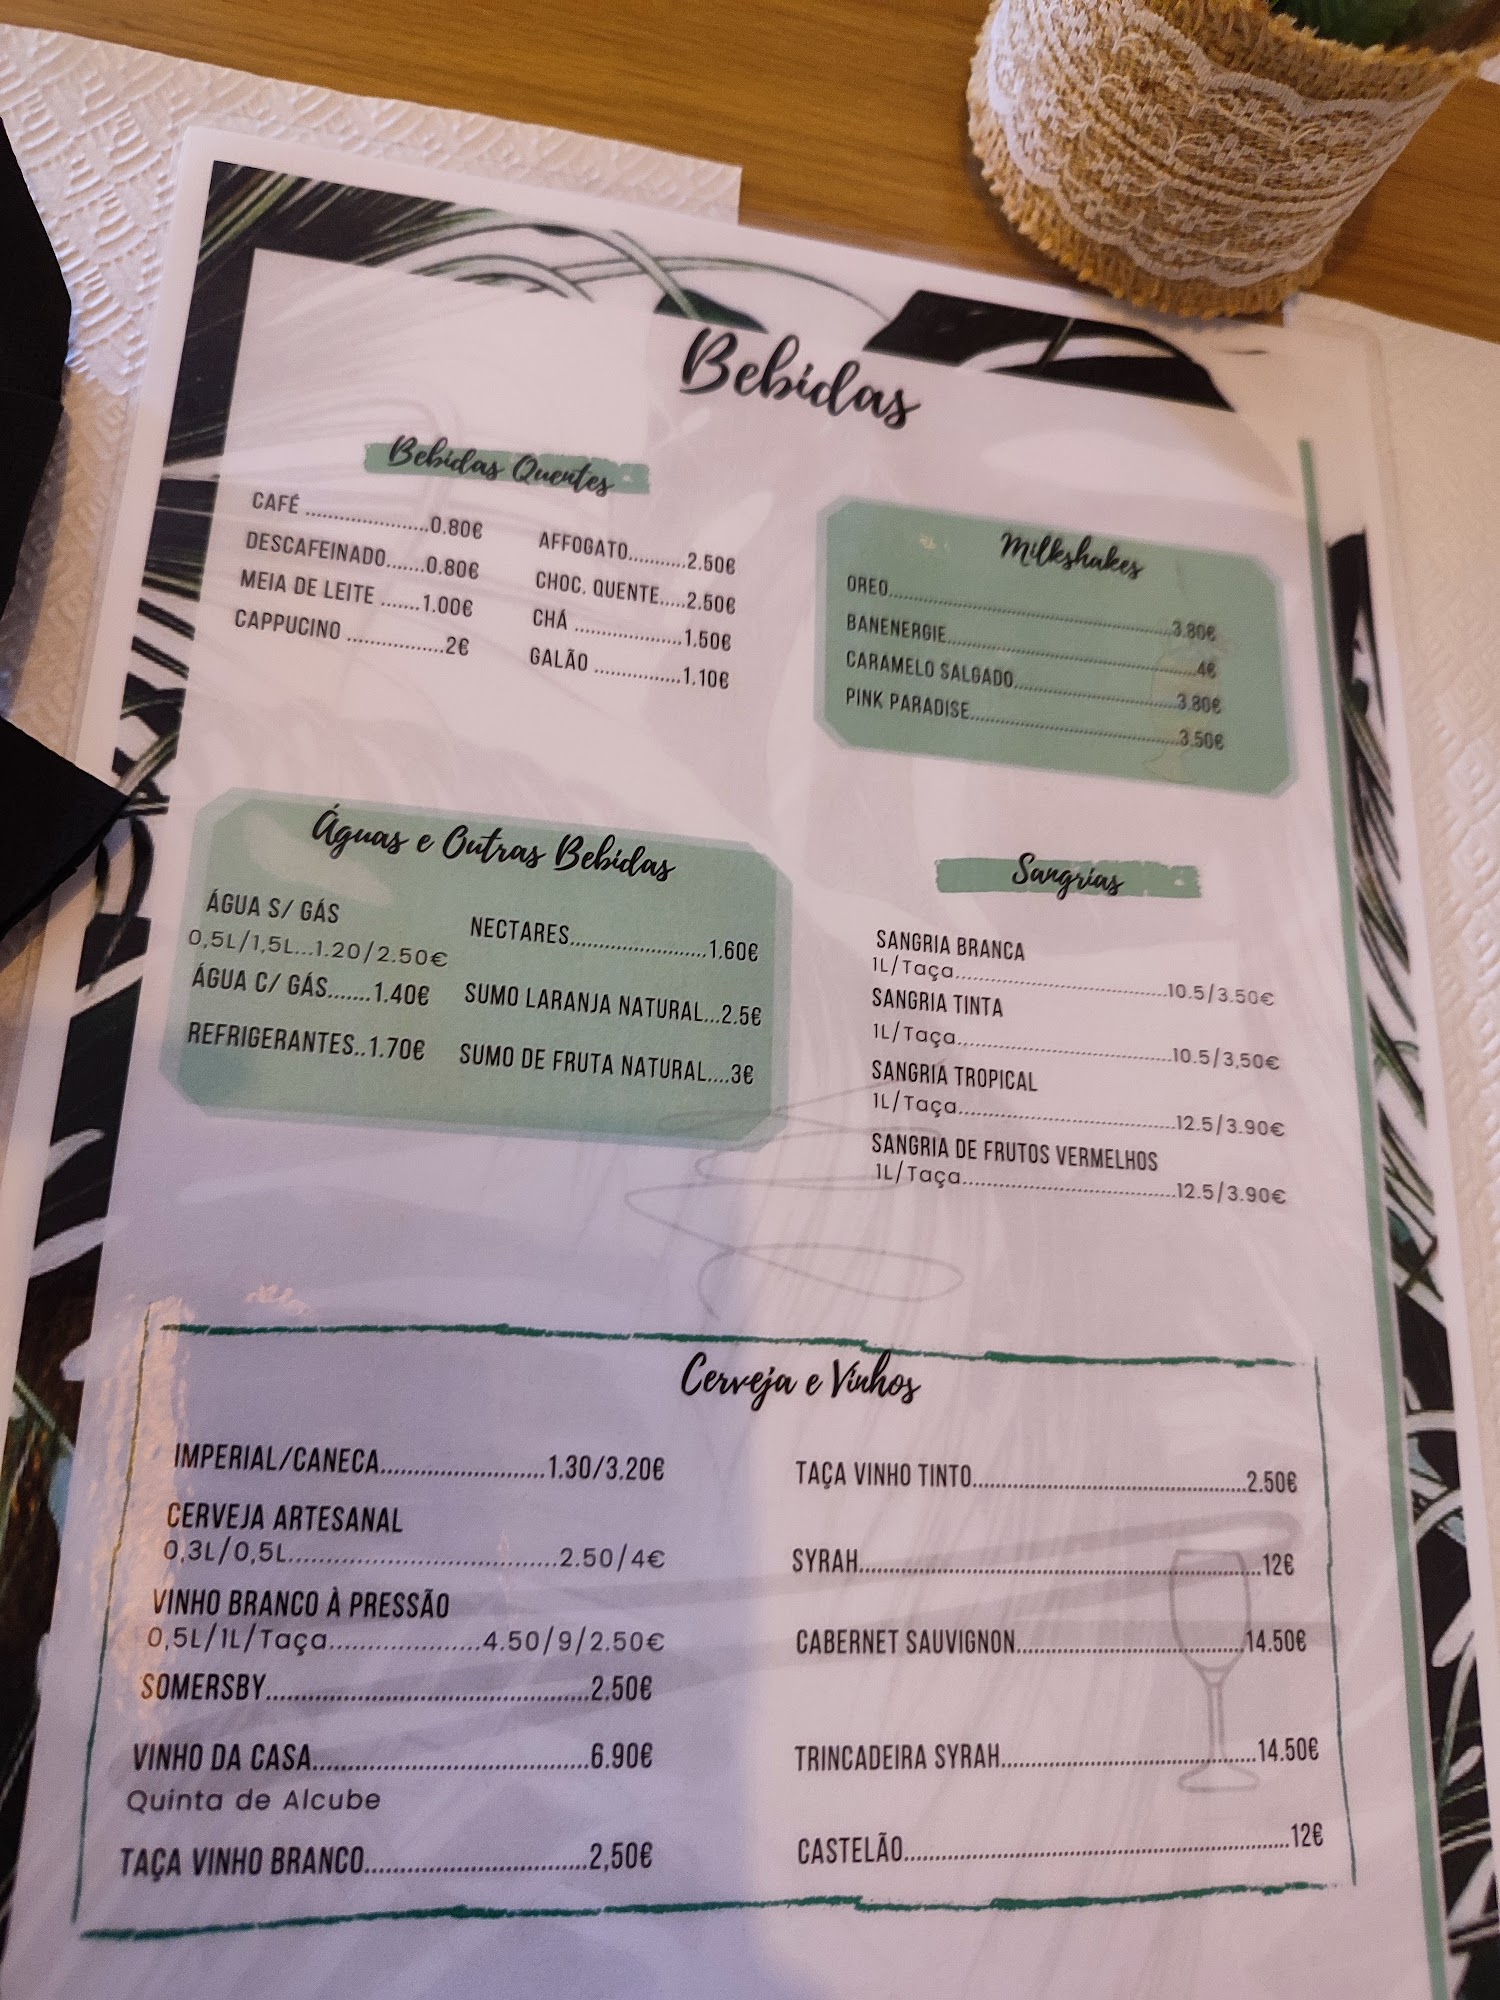 Bebidas
Bebidas Quentes
CAFÉ ........................0.80€
DESCAFEINADO.......0.80€
MEIA DE LEITE .......1.00€
CAPPUCINO .................2€
AFFOGATO...........2.50€
CHOC. QUENTE.....2.50€
CHÁ .....................1.50€
GALÃO .................1.10€
Milkshakes
OREO..........................................................3.80€
BANENERGIE..................................................4€
CARAMELO SALGADO.................................3.80€
PINK PARADISE..........................................3.50€
Águas e Outras Bebidas
ÁGUA S/ GÁS
0,5L/1,5L...1.20/2.50€
ÁGUA C/ GÁS.......1.40€
REFRIGERANTES..1.70€
NECTARES.......................1.60€
SUMO LARANJA NATURAL...2.5€
SUMO DE FRUTA NATURAL....3€
Sangrias
SANGRIA BRANCA
1L/Taça.....................................10.5/3.50€
SANGRIA TINTA
1L/Taça.....................................10.5/3,50€
SANGRIA TROPICAL
1L/Taça.....................................12.5/3.90€
SANGRIA DE FRUTOS VERMELHOS
1L/Taça.....................................12.5/3.90€
Cerveja e Vinhos
IMPERIAL/CANECA.......................1.30/3.20€
CERVEJA ARTESANAL
0,3L/0,5L.....................................2.50/4€
VINHO BRANCO À PRESSÃO
0,5L/1L/Taça.....................4.50/9/2.50€
SOMERSBY.............................................2.50€
VINHO DA CASA......................................6.90€
Quinta de Alcube
TAÇA VINHO BRANCO...............................2,50€
TAÇA VINHO TINTO......................................2.50€
SYRAH........................................................12€
CABERNET SAUVIGNON................................14.50€
TRINCADEIRA SYRAH...................................14.50€
CASTELÃO......................................................12€